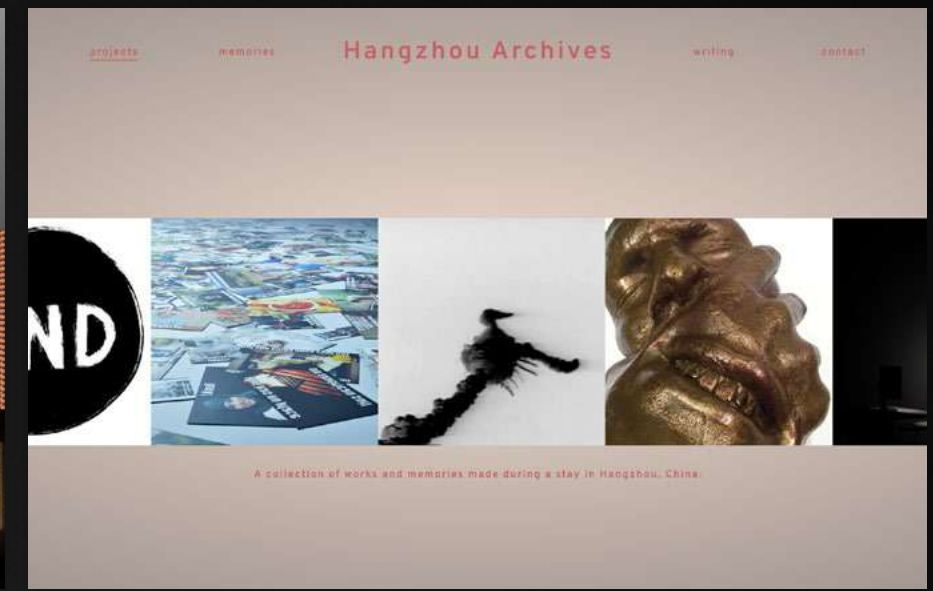 projects memories Hangzhou Archives writing contact
ND
A collection of works and memories made during a stay in Hangzhou, China.